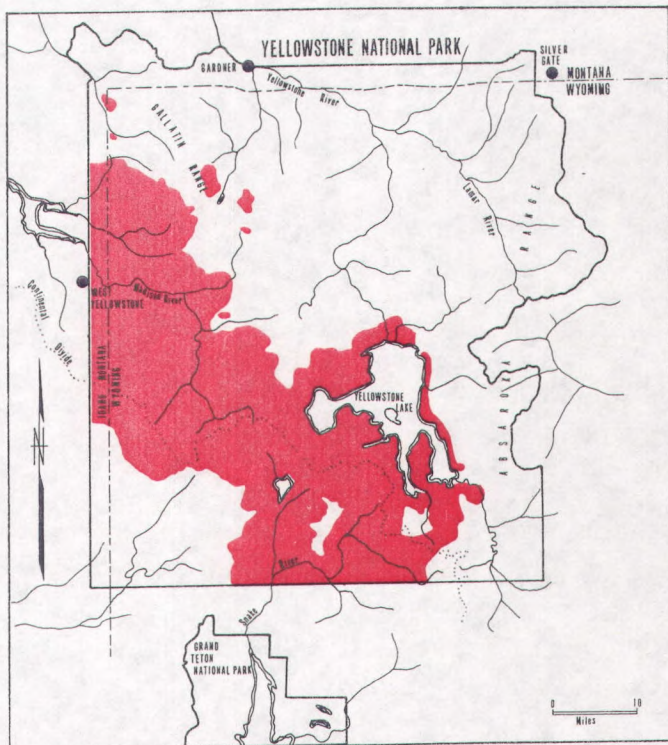 YELLOWSTONE NATIONAL PARK
SILVER
GATE
GARDNER
MONTANA
WYOMING
Yellowstone River
GALLATIN RANGE
Lamar River
RANGE
ABSAROKA
Madison River
WEST
YELLOWSTONE
Continental
Divide
IDAHO MONTANA
WYOMING
YELLOWSTONE
LAKE
N
River
Snake
GRAND
TETON
NATIONAL PARK
0 10
Miles